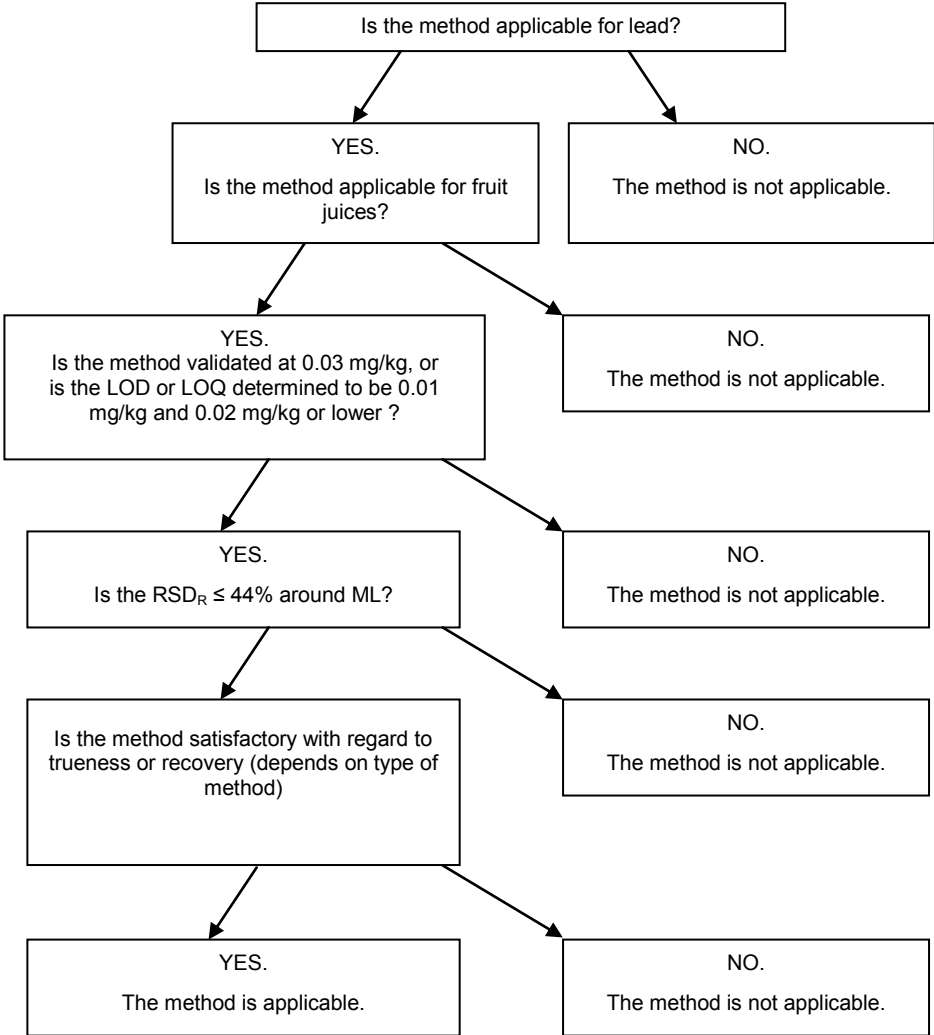 Is the method applicable for lead?
YES.
Is the method applicable for fruit
juices?
NO.
The method is not applicable.
YES.
Is the method validated at 0.03 mg/kg, or
is the LOD or LOQ determined to be 0.01
mg/kg and 0.02 mg/kg or lower ?
NO.
The method is not applicable.
YES.
Is the RSDR ≤ 44% around ML?
NO.
The method is not applicable.
Is the method satisfactory with regard to
trueness or recovery (depends on type of
method)
NO.
The method is not applicable.
YES.
The method is applicable.
NO.
The method is not applicable.